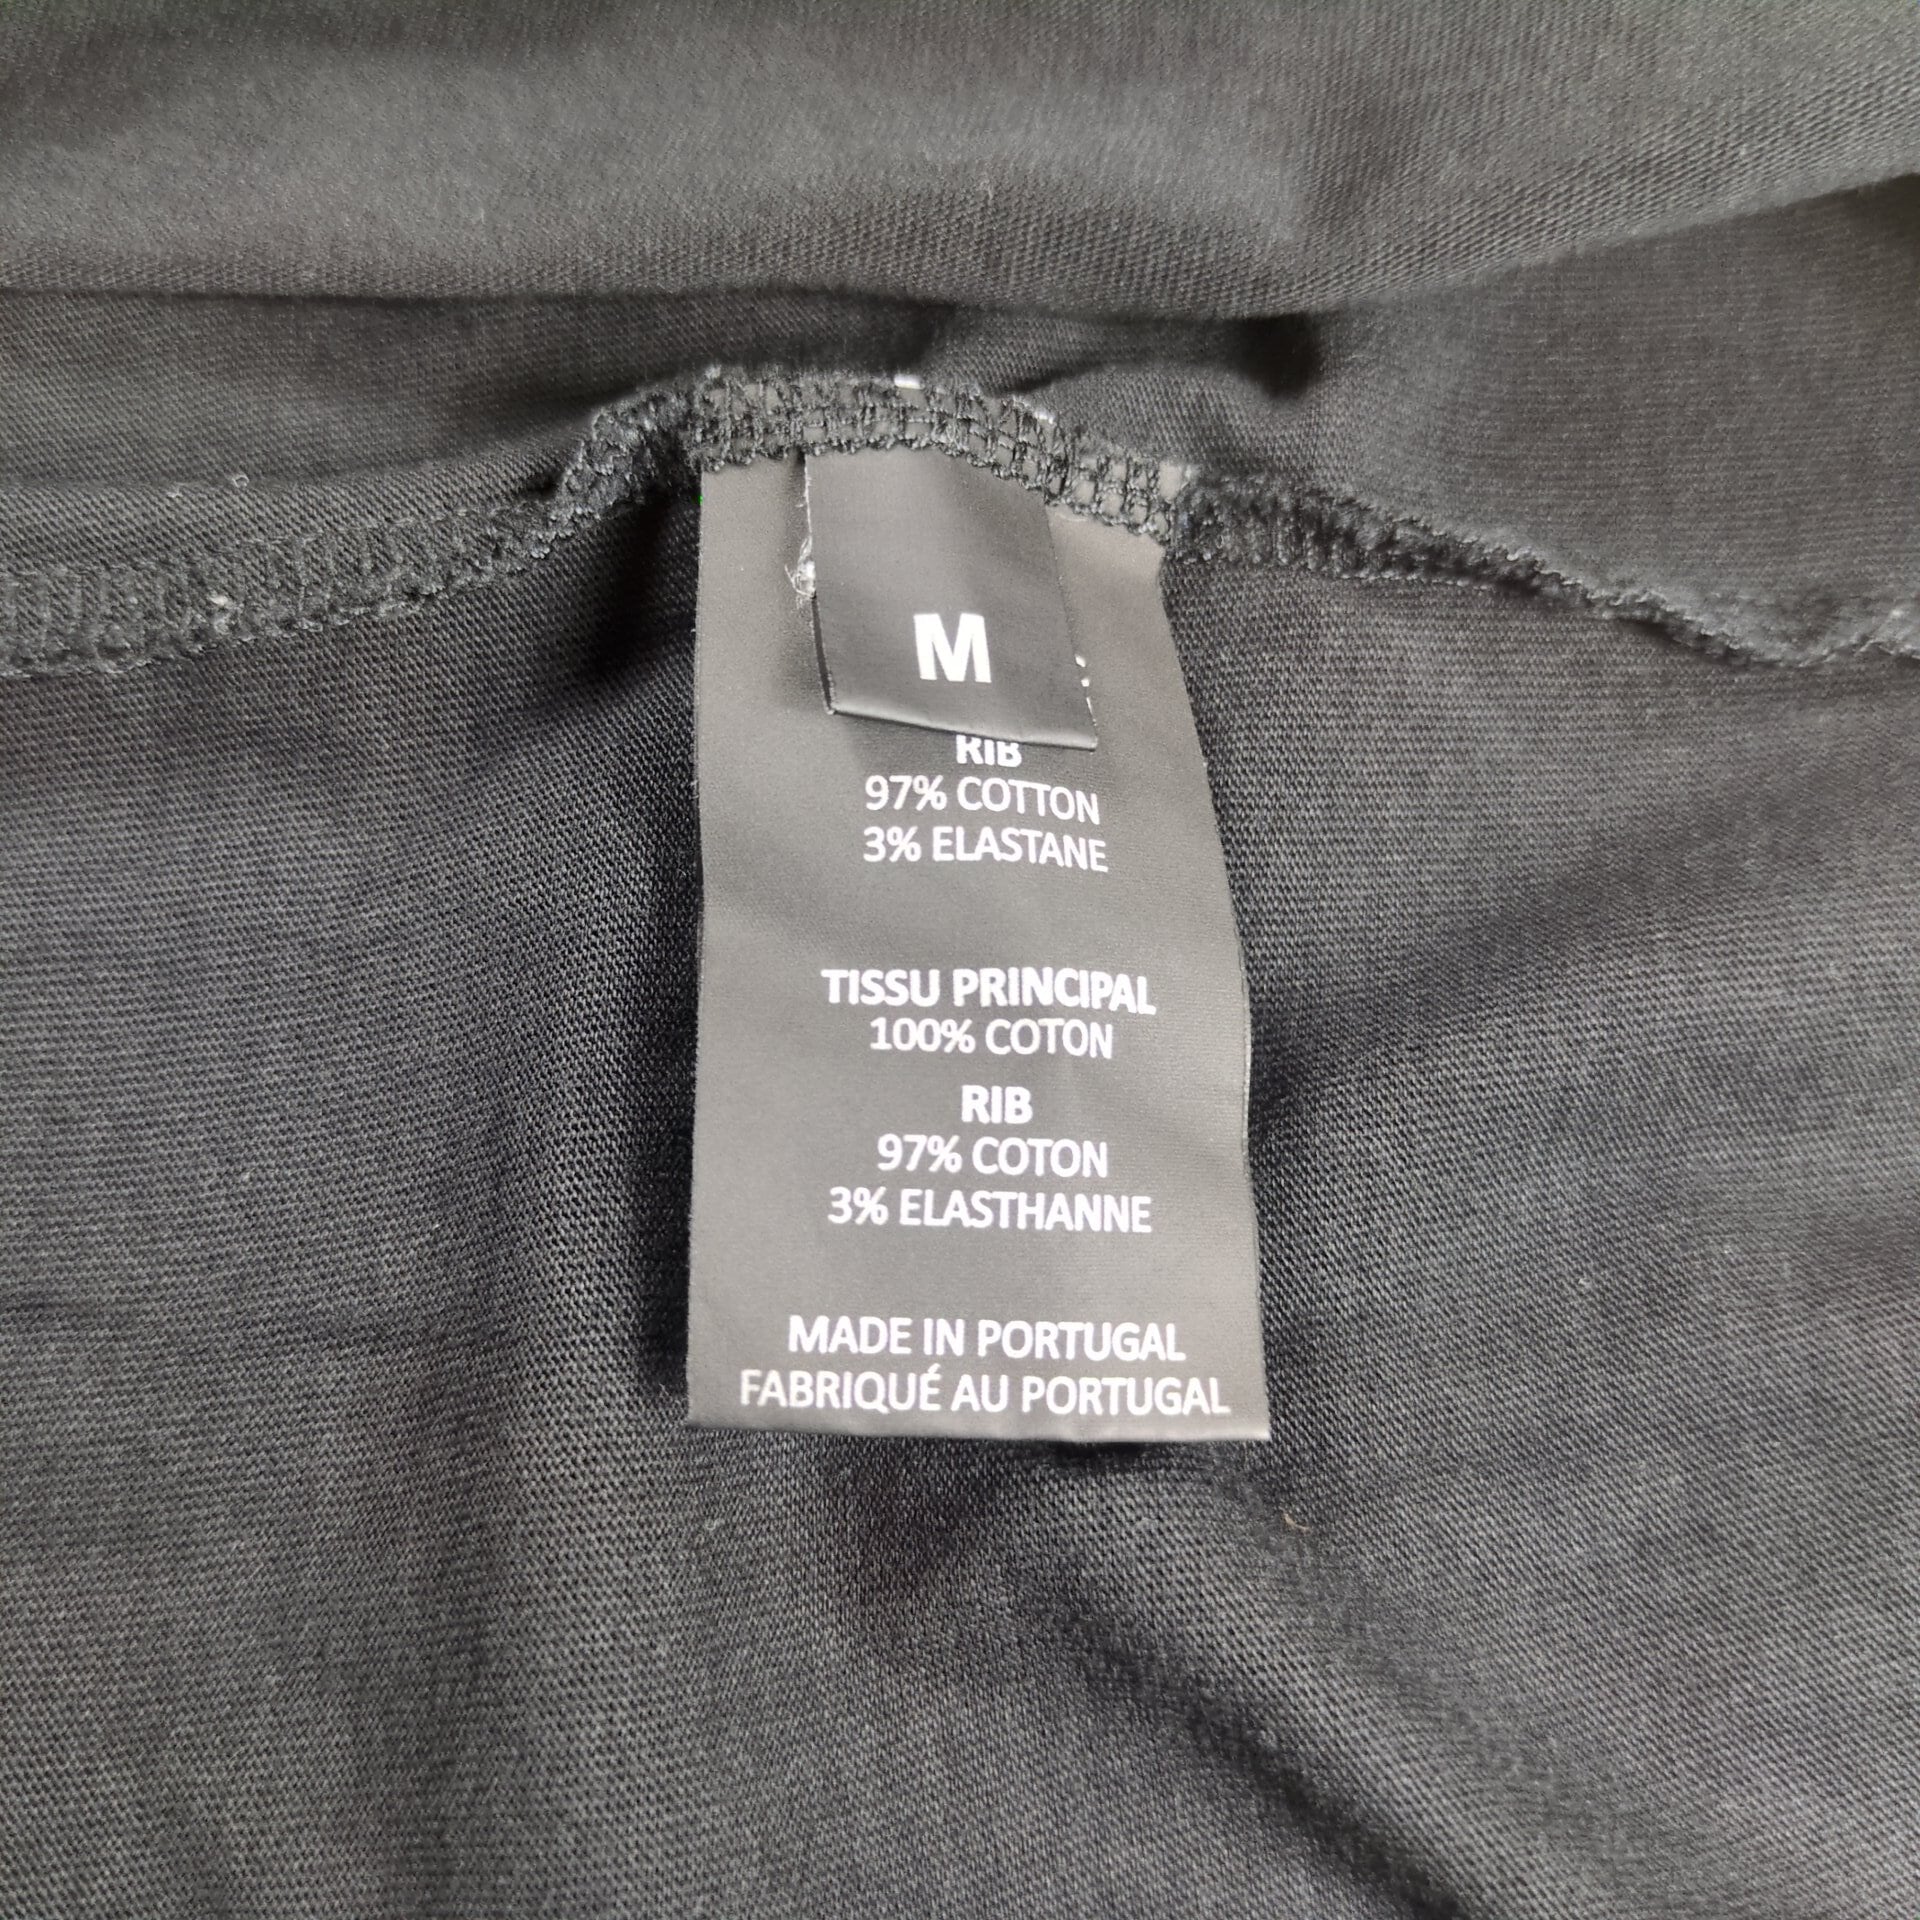 M
RIB
97% COTTON
3% ELASTANE
TISSU PRINCIPAL
100% COTON
RIB
97% COTON
3% ELASTHANNE
MADE IN PORTUGAL
FABRIQUÉ AU PORTUGAL